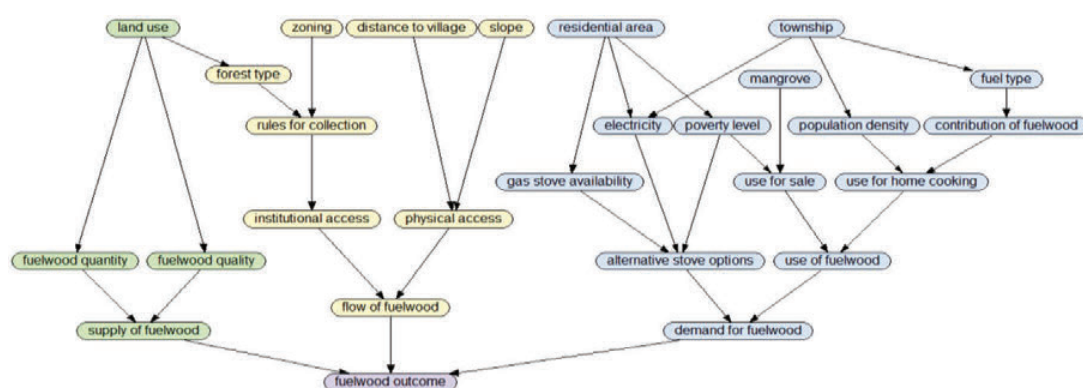 land use
zoning
distance to village
slope
residential area
township
forest type
mangrove
fuel type
rules for collection
electricity
poverty level
population density
contribution of fuelwood
gas stove availability
use for sale
use for home cooking
institutional access
physical access
fuelwood quantity
fuelwood quality
alternative stove options
use of fuelwood
flow of fuelwood
supply of fuelwood
demand for fuelwood
fuelwood outcome